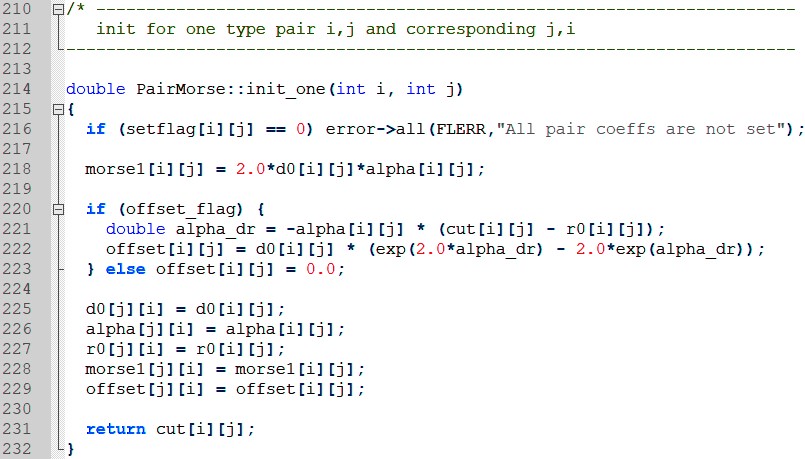 210 /* ----------------------------------------------------------------------
211    init for one type pair i,j and corresponding j,i
212 -------------------------------------------------------------------------
213
214 double PairMorse::init_one(int i, int j)
215 {
216   if (setflag[i][j] == 0) error->all(FLERR,"All pair coeffs are not set");
217
218   morse1[i][j] = 2.0*d0[i][j]*alpha[i][j];
219
220   if (offset_flag) {
221     double alpha_dr = -alpha[i][j] * (cut[i][j] - r0[i][j]);
222     offset[i][j] = d0[i][j] * (exp(2.0*alpha_dr) - 2.0*exp(alpha_dr));
223   } else offset[i][j] = 0.0;
224
225   d0[j][i] = d0[i][j];
226   alpha[j][i] = alpha[i][j];
227   r0[j][i] = r0[i][j];
228   morse1[j][i] = morse1[i][j];
229   offset[j][i] = offset[i][j];
230
231   return cut[i][j];
232 }